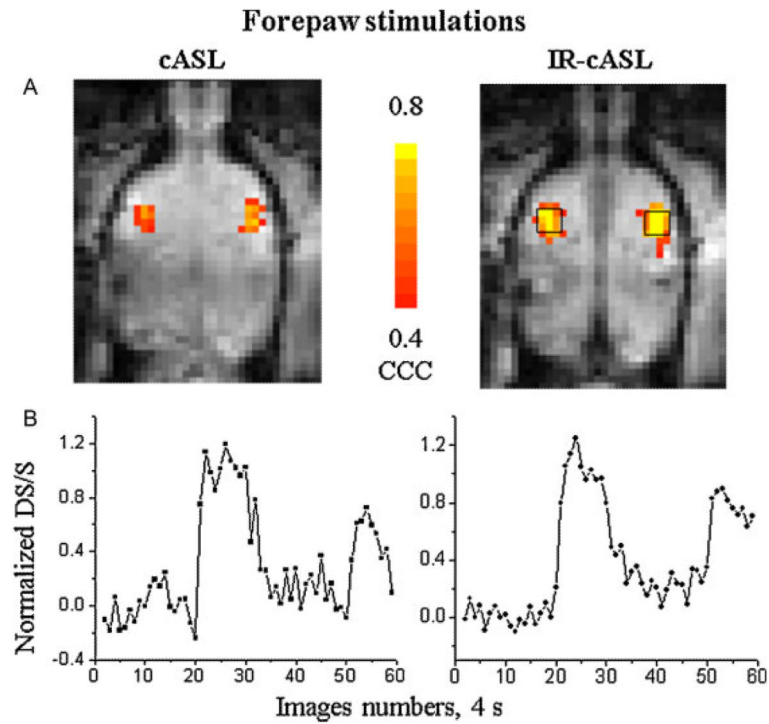 Forepaw stimulations
cASL
IR-cASL
A
0.8
0.4
CCC
B
Normalized DS/S
1.2
0.8
0.4
0.0
-0.4
0 10 20 30 40 50 60
1.2
0.8
0.4
0.0
0 10 20 30 40 50 60
Images numbers, 4 s